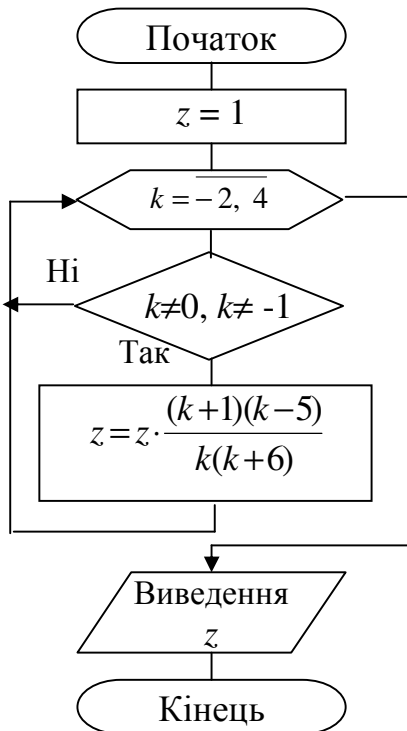 Початок
z = 1
k = −2, 4
Ні
k≠0, k≠ -1
Так
z = z · (k+1)(k−5) / k(k+6)
Виведення
z
Кінець